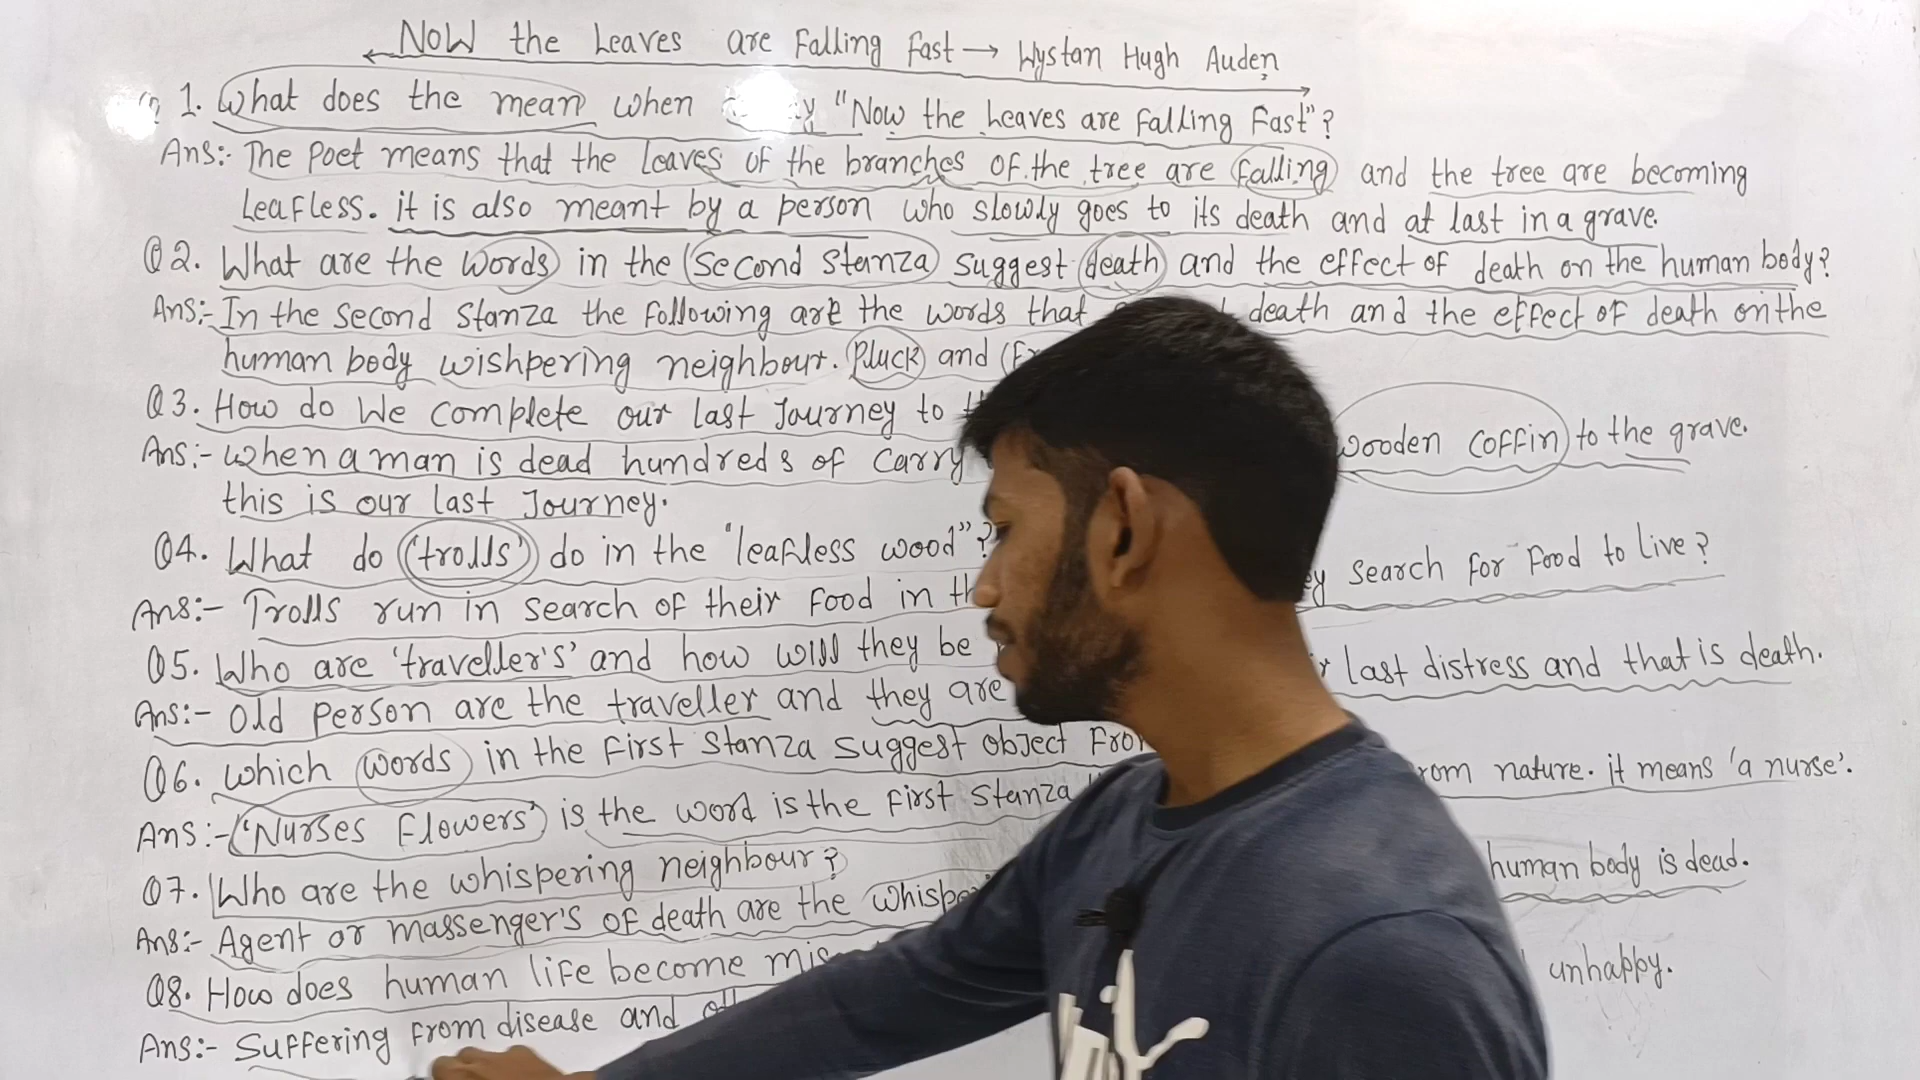 Now the Leaves are Falling Fast → Wystan Hugh Auden
1. What does the mean when "Now the Leaves are Falling Fast"?
Ans:- The Poet means that the leaves of the branches of the tree are falling and the tree are becoming
Leafless. it is also meant by a person who slowly goes to its death and at last in a grave.
Q2. What are the words in the second stanza suggest death and the effect of death on the human body?
Ans:- In the second stanza the following are the words that death and the effect of death on the
human body wishpering neighbour. Pluck and
Q3. How do we complete our last Journey to
Ans:- when a man is dead hundreds of carry wooden coffin to the grave.
this is our last Journey.
Q4. What do 'trolls' do in the "leafless wood"?
Ans:- Trolls run in search of their food in search for food to live?
Q5. Who are 'traveller's' and how will they be
Ans:- Old person are the traveller and they are last distress and that is death.
Q6. which words in the first stanza suggest object
Ans:- 'Nurses Flowers' is the word is the first stanza nature. it means 'a nurse'.
Q7. Who are the whispering neighbour?
Ans:- Agent or massenger's of death are the human body is dead.
Q8. How does human life become
Ans:- Suffering from disease and unhappy.